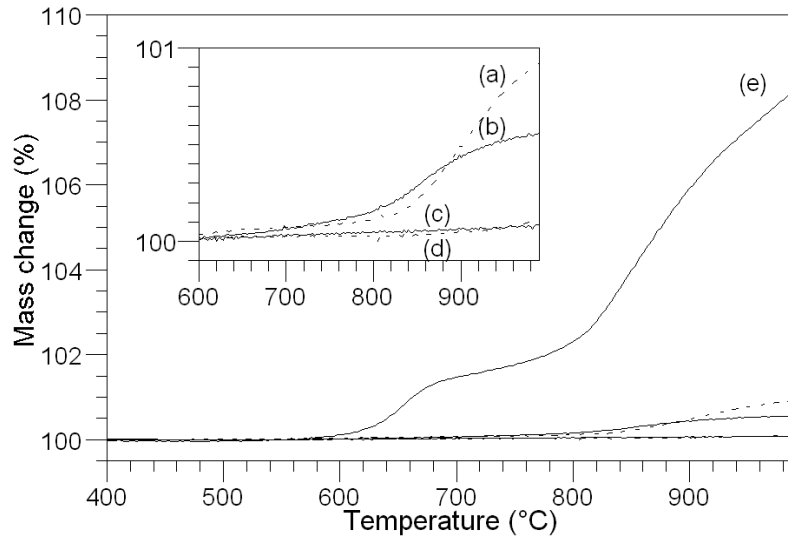 110
108
106
104
102
100
Mass change (%)
101
100
600 700 800 900
(a)
(b)
(c)
(d)
(e)
400 500 600 700 800 900
Temperature (°C)